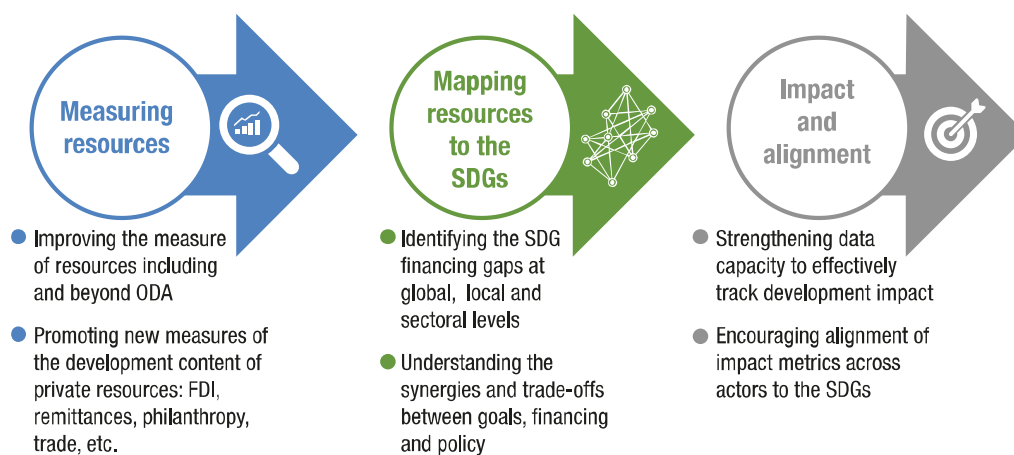 Measuring
resources
Improving the measure
of resources including
and beyond ODA
Promoting new measures of
the development content of
private resources: FDI,
remittances, philanthropy,
trade, etc.
Mapping
resources
to the
SDGs
Identifying the SDG
financing gaps at
global, local and
sectoral levels
Understanding the
synergies and trade-offs
between goals, financing
and policy
Impact
and
alignment
Strengthening data
capacity to effectively
track development impact
Encouraging alignment of
impact metrics across
actors to the SDGs